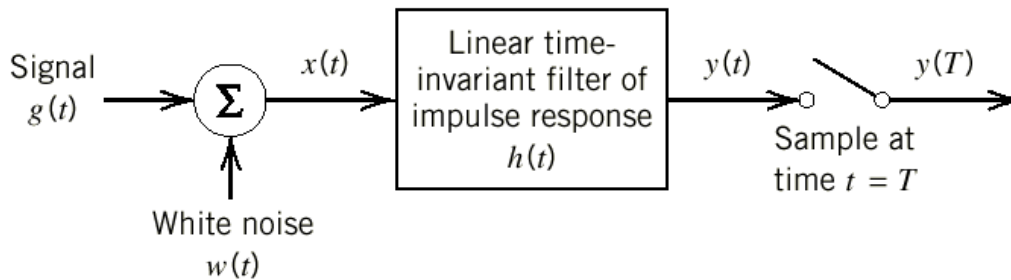 Signal
g(t)
Σ
x(t)
Linear time-
invariant filter of
impulse response
h(t)
y(t)
y(T)
Sample at
time t = T
White noise
w(t)